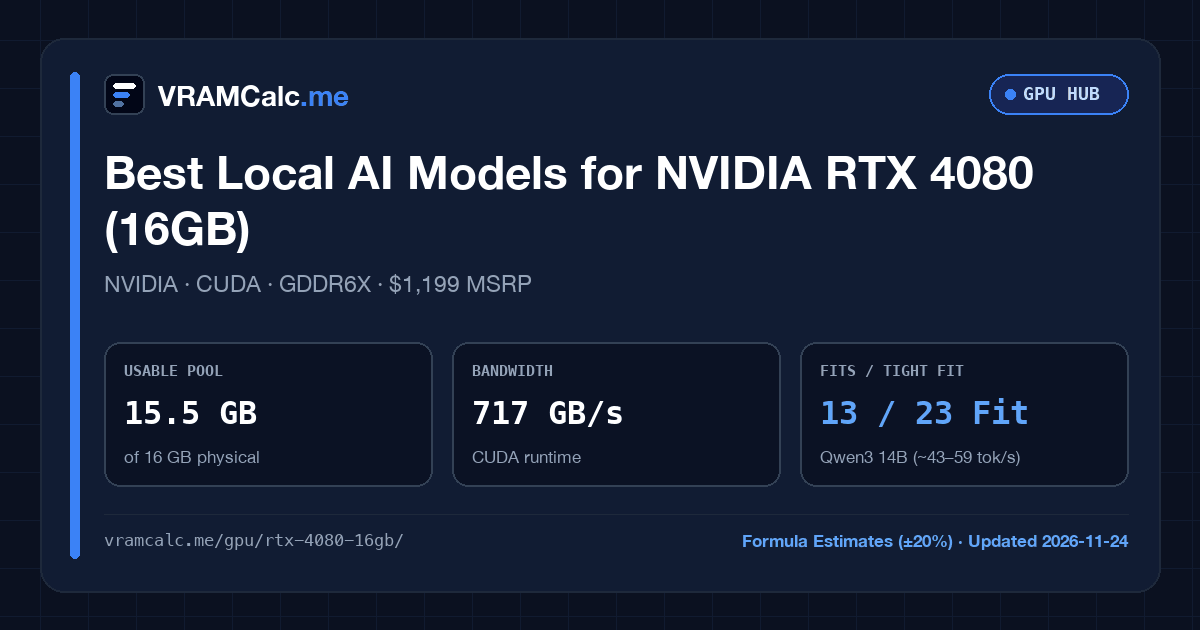 VRAMCalc.me
GPU HUB
Best Local AI Models for NVIDIA RTX 4080
(16GB)
NVIDIA · CUDA · GDDR6X · $1,199 MSRP
USABLE POOL
15.5 GB
of 16 GB physical
BANDWIDTH
717 GB/s
CUDA runtime
FITS / TIGHT FIT
13 / 23 Fit
Qwen3 14B (~43–59 tok/s)
vramcalc.me/gpu/rtx-4080-16gb/
Formula Estimates (±20%) · Updated 2026-11-24